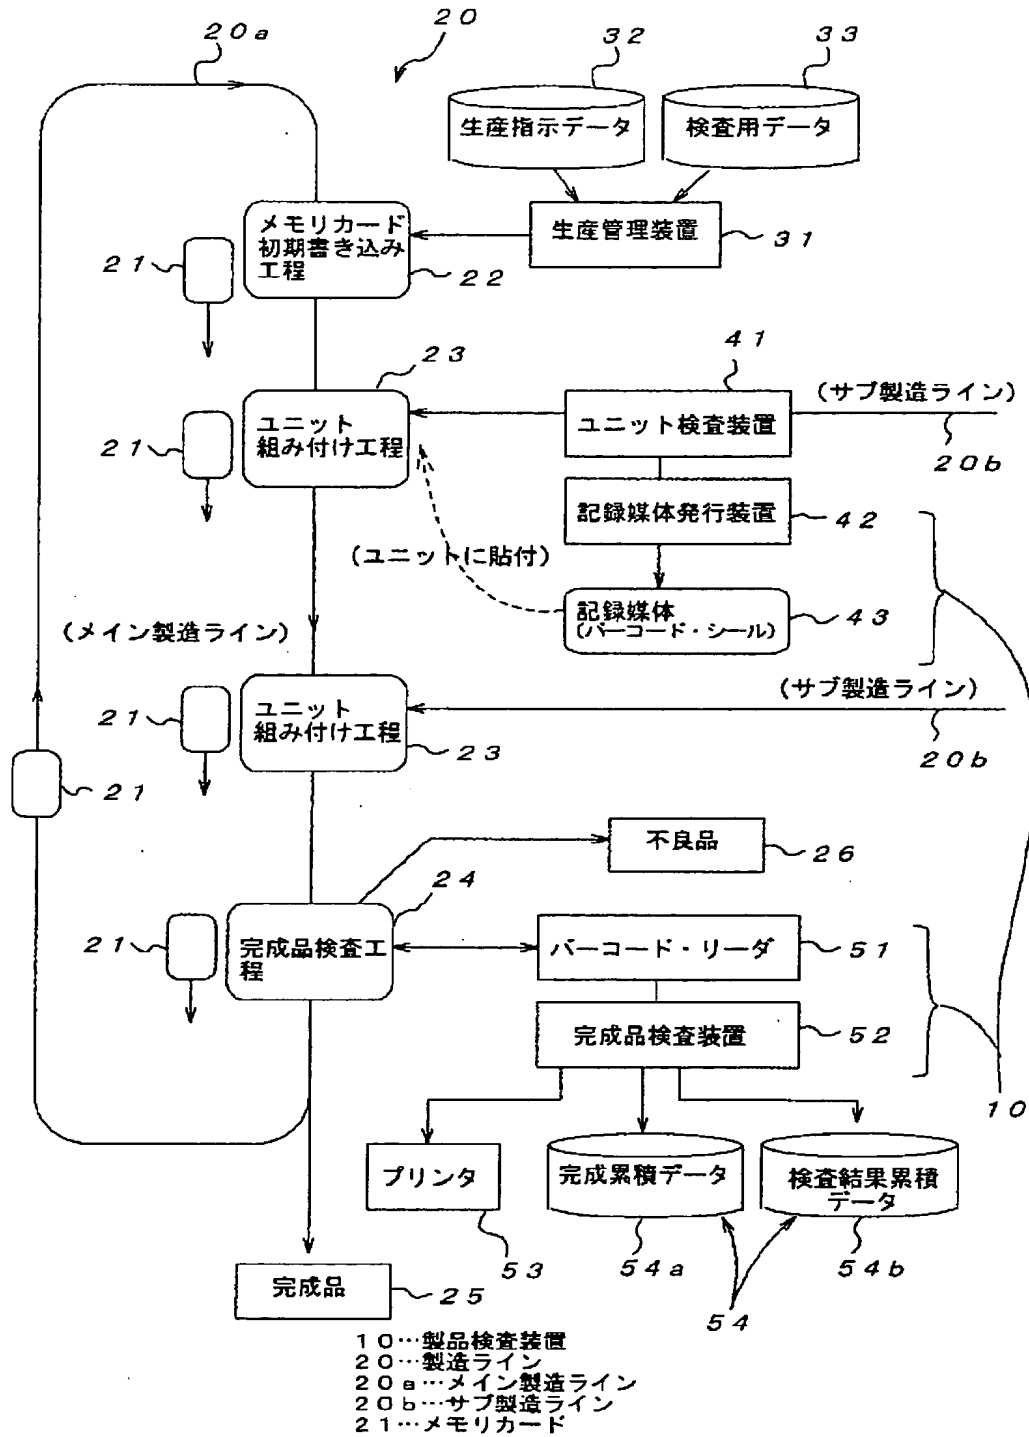 20
20a
32
33
生産指示データ
検査用データ
メモリカード
初期書き込み
工程
22
生産管理装置
31
21
23
41
(サブ製造ライン)
ユニット
組み付け工程
ユニット検査装置
20b
21
記録媒体発行装置
42
(ユニットに貼付)
記録媒体
(バーコード・シール)
43
(メイン製造ライン)
(サブ製造ライン)
ユニット
組み付け工程
23
20b
21
21
不良品
26
24
21
完成品検査工
程
バーコード・リーダ
51
完成品検査装置
52
10
プリンタ
完成累積データ
検査結果累積
データ
53
54a
54b
54
完成品
25
10…製品検査装置
20…製造ライン
20a…メイン製造ライン
20b…サブ製造ライン
21…メモリカード